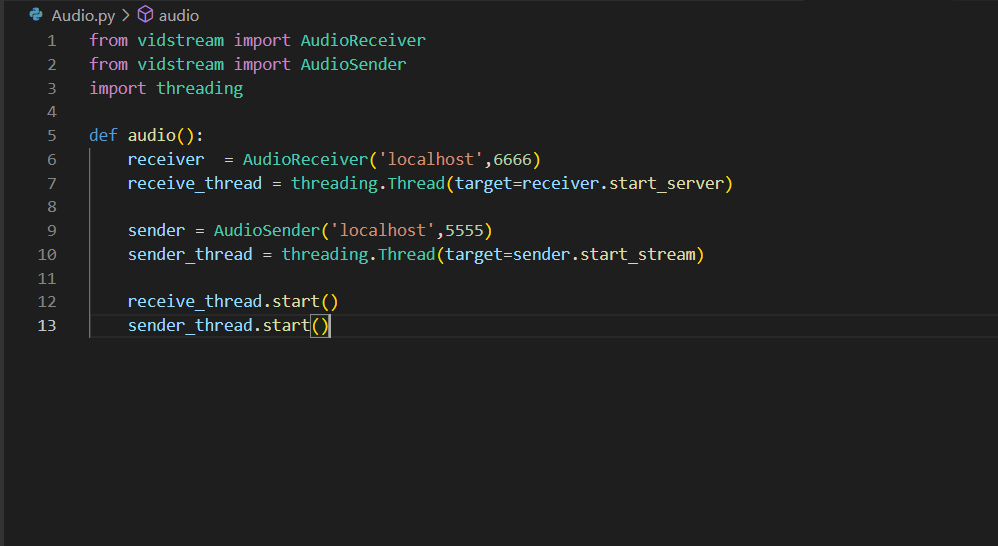 Audio.py > audio
1 from vidstream import AudioReceiver
2 from vidstream import AudioSender
3 import threading
4
5 def audio():
6     receiver  = AudioReceiver('localhost',6666)
7     receive_thread = threading.Thread(target=receiver.start_server)
8
9     sender = AudioSender('localhost',5555)
10     sender_thread = threading.Thread(target=sender.start_stream)
11
12     receive_thread.start()
13     sender_thread.start()